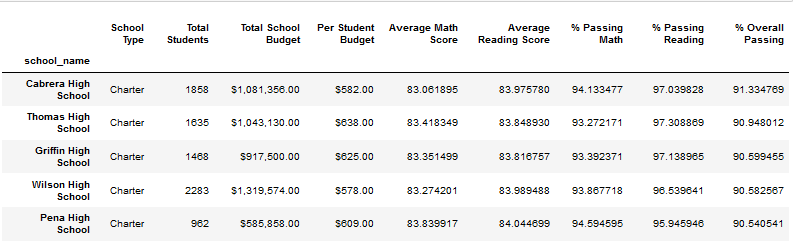 School Type Total Students Total School Budget Per Student Budget Average Math Score Average Reading Score % Passing Math % Passing Reading % Overall Passing
school_name
Cabrera High School Charter 1858 $1,081,356.00 $582.00 83.061895 83.975780 94.133477 97.039828 91.334769
Thomas High School Charter 1635 $1,043,130.00 $638.00 83.418349 83.848930 93.272171 97.308869 90.948012
Griffin High School Charter 1468 $917,500.00 $625.00 83.351499 83.816757 93.392371 97.138965 90.599455
Wilson High School Charter 2283 $1,319,574.00 $578.00 83.274201 83.989488 93.867718 96.539641 90.582567
Pena High School Charter 962 $585,858.00 $609.00 83.839917 84.044699 94.594595 95.945946 90.540541